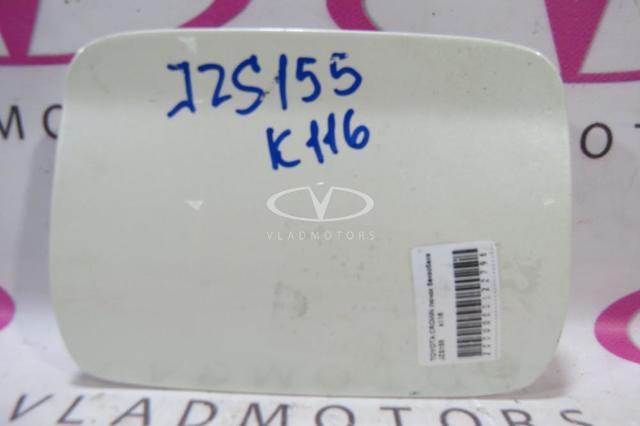 JZS155
K116
VLADMOTORS
TOYOTA CROWN лючок бензобака
JZS155 k116
VLADMOTORS